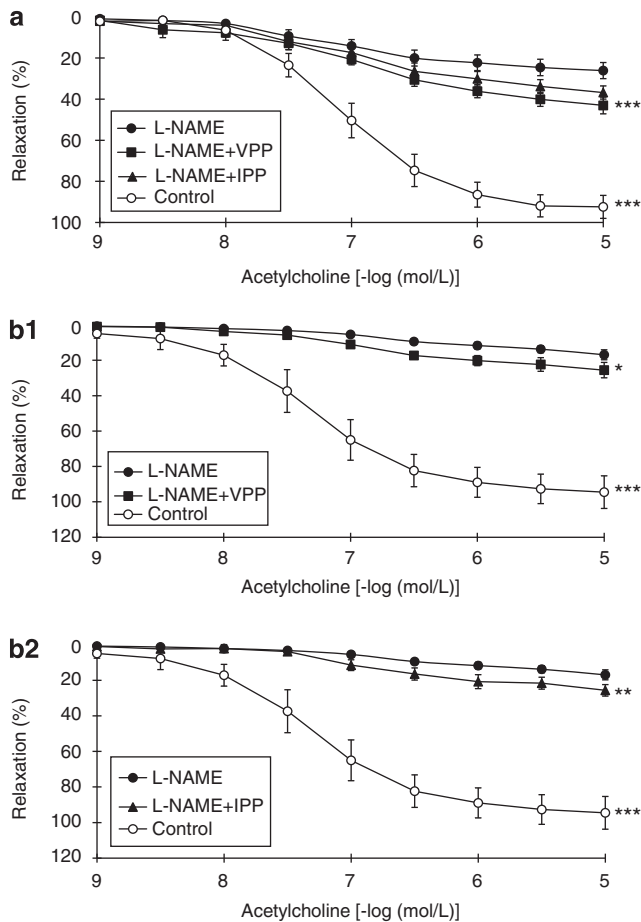 a
Relaxation (%)
0
20
40
60
80
100
L-NAME
L-NAME+VPP
L-NAME+IPP
Control
***
***
9 8 7 6 5
Acetylcholine [-log (mol/L)]
b1
Relaxation (%)
0
20
40
60
80
100
120
L-NAME
L-NAME+VPP
Control
*
***
9 8 7 6 5
Acetylcholine [-log (mol/L)]
b2
Relaxation (%)
0
20
40
60
80
100
120
L-NAME
L-NAME+IPP
Control
**
***
9 8 7 6 5
Acetylcholine [-log (mol/L)]